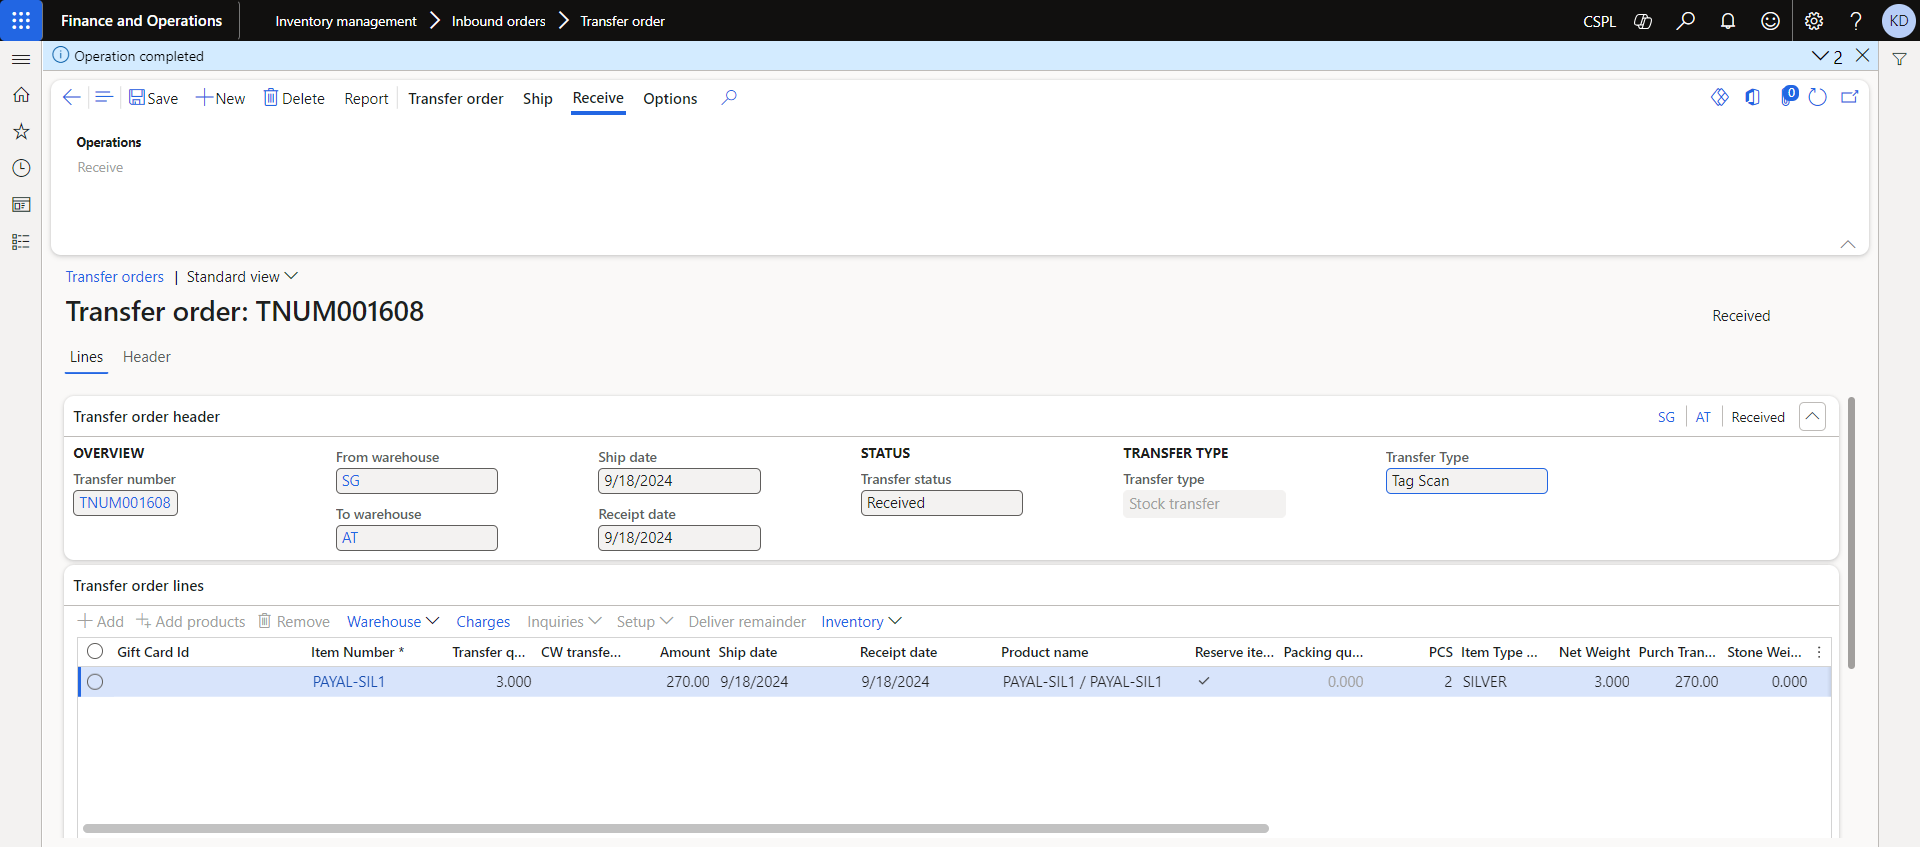 Finance and Operations
Inventory management
Inbound orders
Transfer order
CSPL
KD
Operation completed
2
Save
New
Delete
Report
Transfer order
Ship
Receive
Options
0
Operations
Receive
Transfer orders | Standard view
Transfer order: TNUM001608
Received
Lines
Header
Transfer order header
SG
AT
Received
OVERVIEW
Transfer number
TNUM001608
From warehouse
SG
To warehouse
AT
Ship date
9/18/2024
Receipt date
9/18/2024
STATUS
Transfer status
Received
TRANSFER TYPE
Transfer type
Stock transfer
Transfer Type
Tag Scan
Transfer order lines
Add
Add products
Remove
Warehouse
Charges
Inquiries
Setup
Deliver remainder
Inventory
Gift Card Id Item Number * Transfer q... CW transfe... Amount Ship date Receipt date Product name Reserve ite... Packing qu... PCS Item Type ... Net Weight Purch Tran... Stone Wei...
PAYAL-SIL1 3.000 270.00 9/18/2024 9/18/2024 PAYAL-SIL1 / PAYAL-SIL1 0.000 2 SILVER 3.000 270.00 0.000